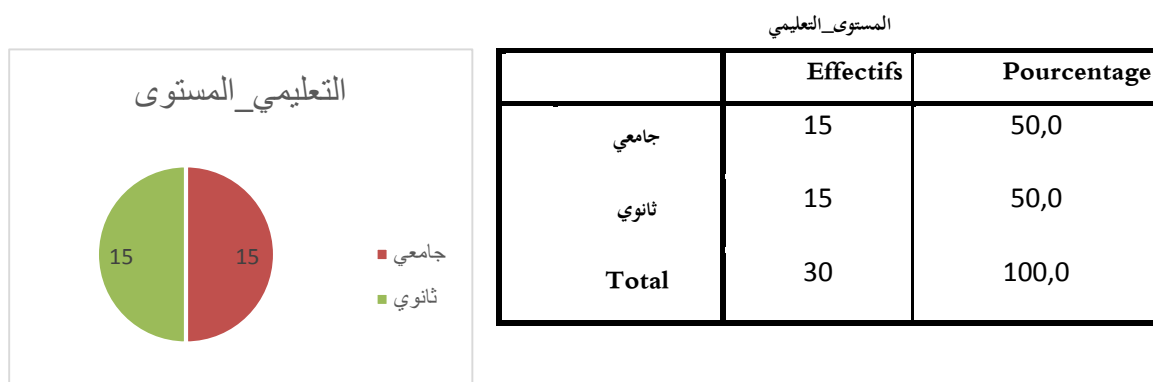 المستوى_التعليمي
التعليمي_المستوى
15 15
جامعي
ثانوي
Effectifs Pourcentage
جامعي 15 50,0
ثانوي 15 50,0
Total 30 100,0